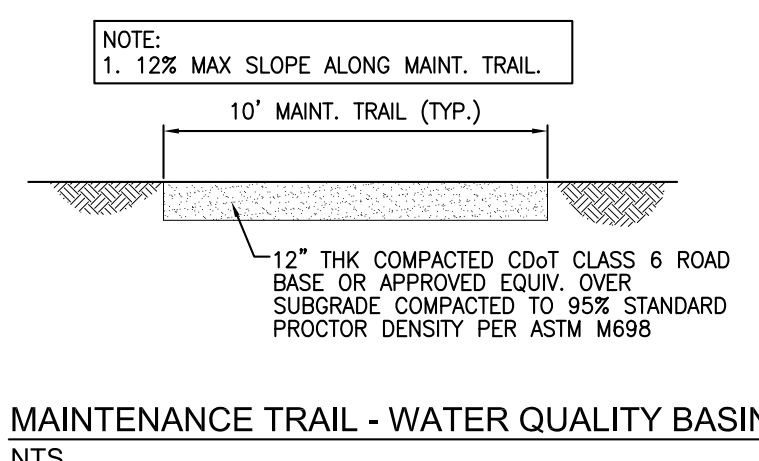 NOTE:
1. 12% MAX SLOPE ALONG MAINT. TRAIL.
10' MAINT. TRAIL (TYP.)
12" THK COMPACTED CDoT CLASS 6 ROAD
BASE OR APPROVED EQUIV. OVER
SUBGRADE COMPACTED TO 95% STANDARD
PROCTOR DENSITY PER ASTM M698
MAINTENANCE TRAIL - WATER QUALITY BASIN
NTS